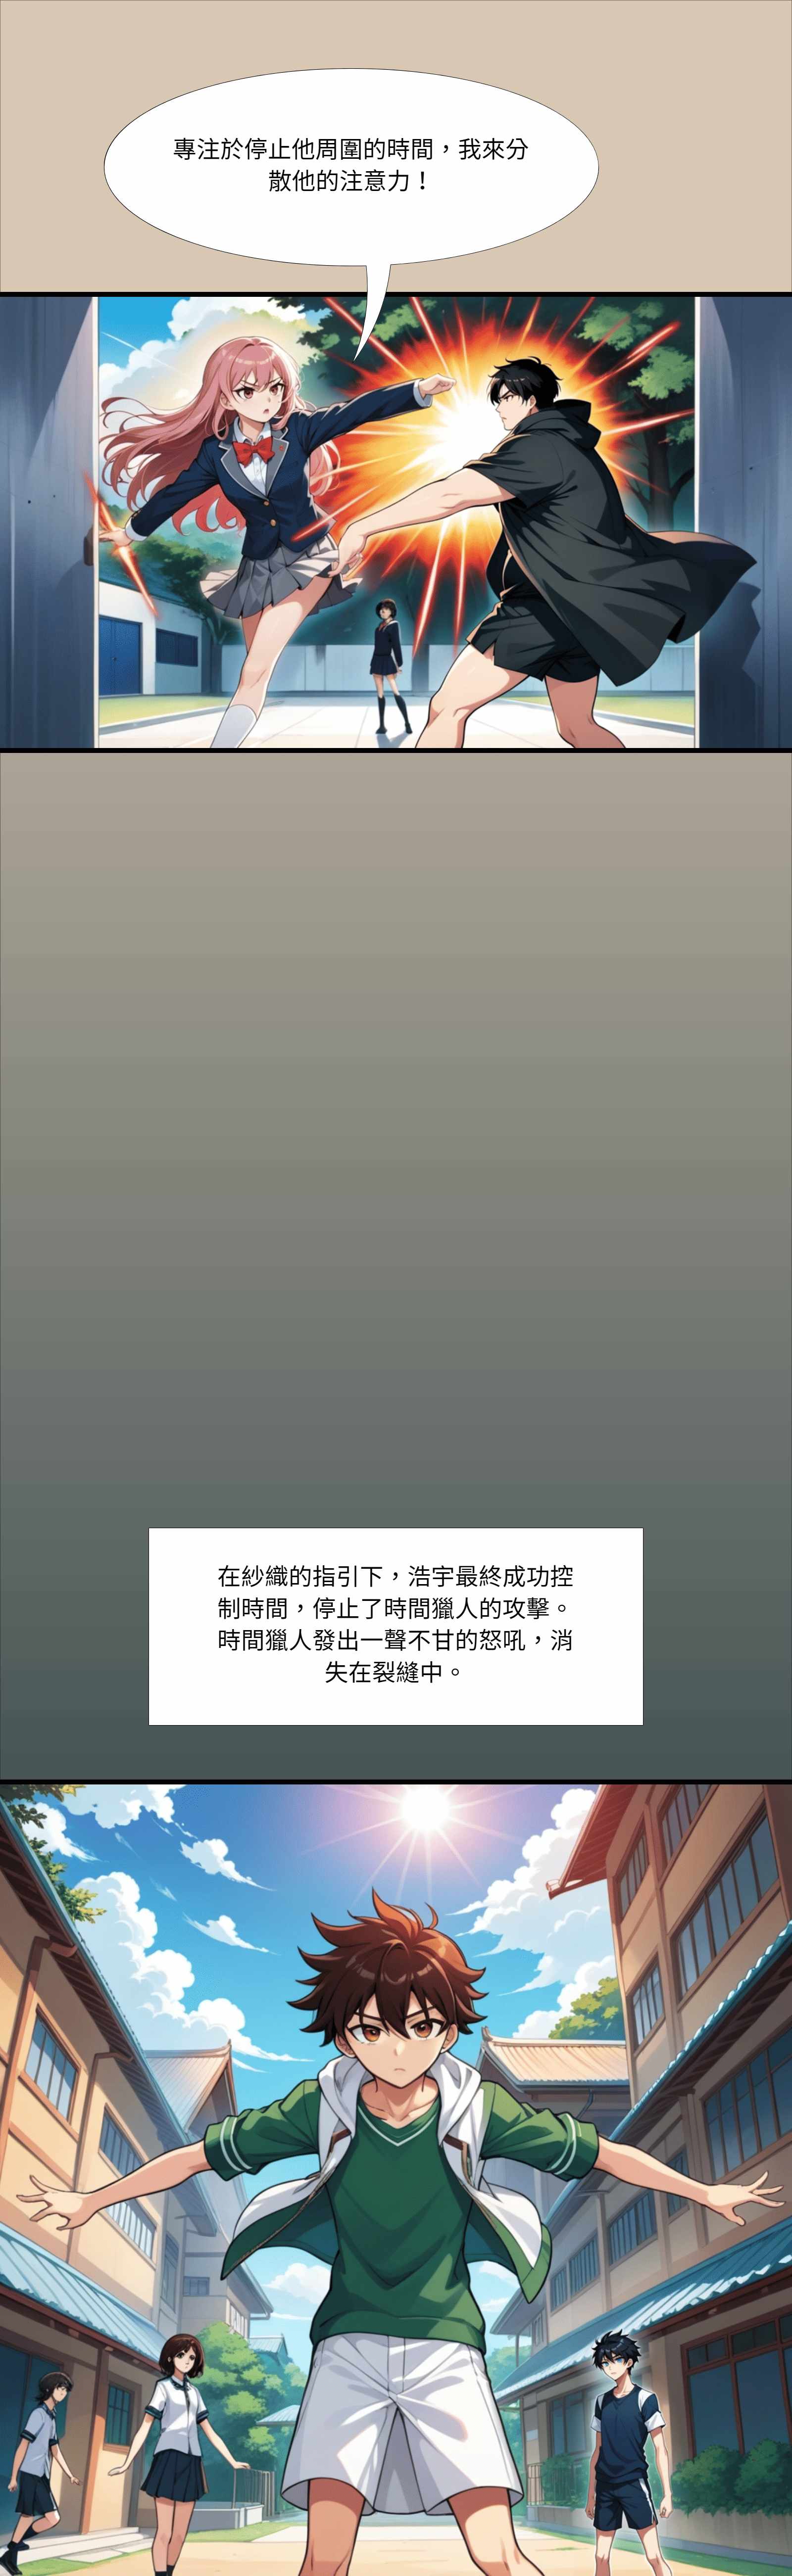 專注於停止他周圍的時間，我來分
散他的注意力！
在紗織的指引下，浩宇最終成功控
制時間，停止了時間獵人的攻擊。
時間獵人發出一聲不甘的怒吼，消
失在裂縫中。